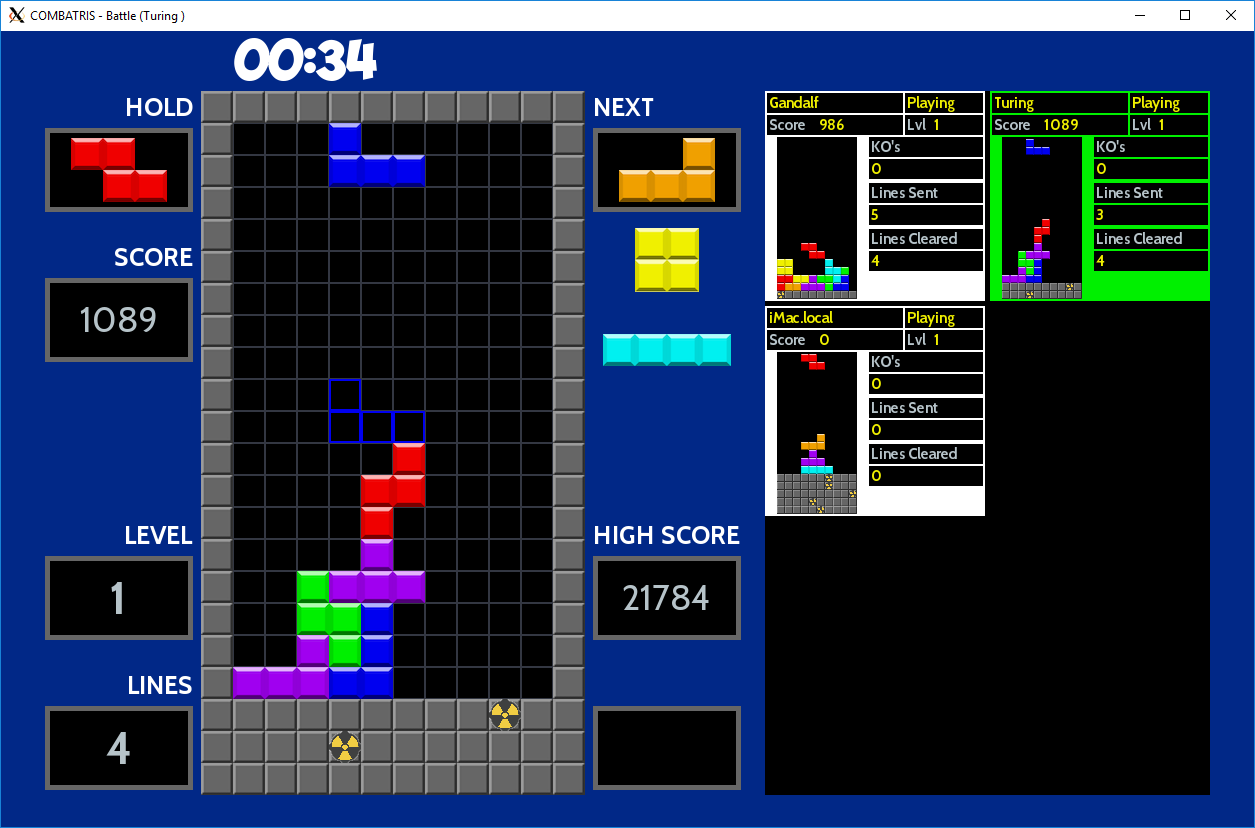 COMBATRIS - Battle (Turing )
00:34
HOLD
NEXT
SCORE
1089
LEVEL
1
HIGH SCORE
21784
LINES
4
Gandalf Playing
Score 986 Lvl 1
KO's
0
Lines Sent
5
Lines Cleared
4
Turing Playing
Score 1089 Lvl 1
KO's
0
Lines Sent
3
Lines Cleared
4
iMac.local Playing
Score 0 Lvl 1
KO's
0
Lines Sent
0
Lines Cleared
0